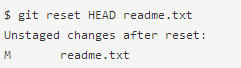 $ git reset HEAD readme.txt
Unstaged changes after reset:
M       readme.txt